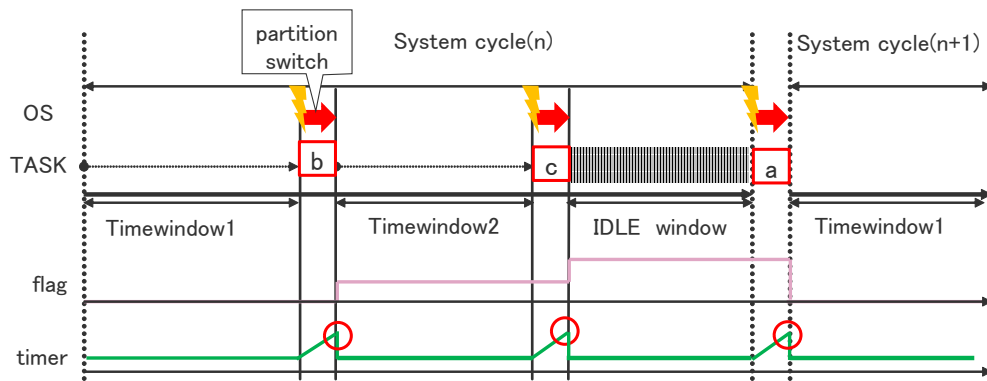 partition
switch
System cycle(n)
System cycle(n+1)
OS
TASK
b
c
a
Timewindow1
Timewindow2
IDLE window
Timewindow1
flag
timer